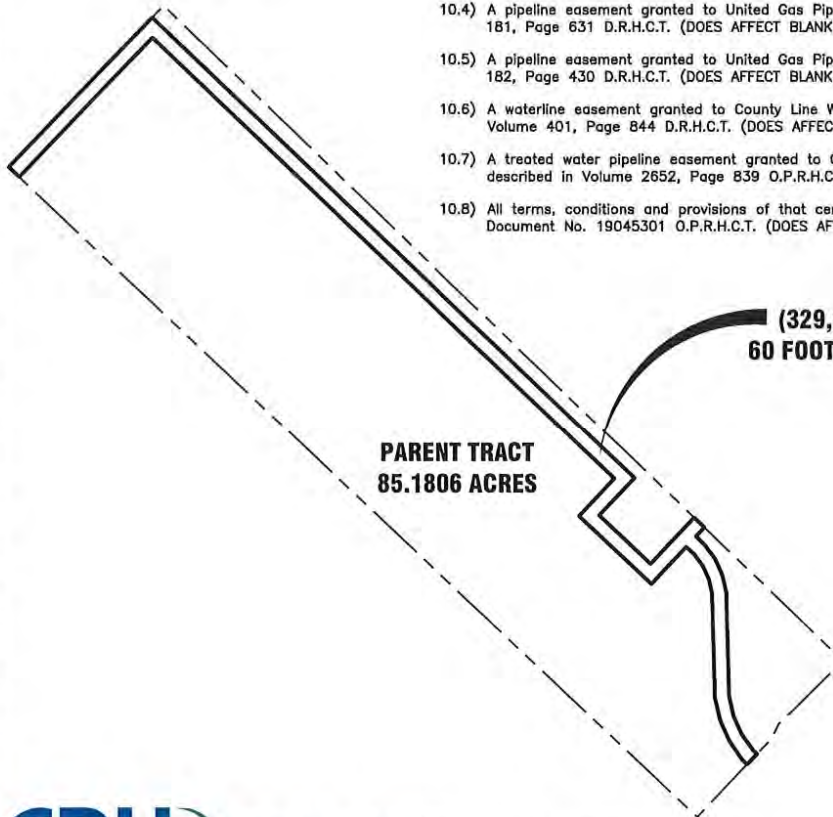 10.4) A pipeline easement granted to United Gas Pip
181, Page 631 D.R.H.C.T. (DOES AFFECT BLANK
10.5) A pipeline easement granted to United Gas Pip
182, Page 430 D.R.H.C.T. (DOES AFFECT BLANK
10.6) A waterline easement granted to County Line W
Volume 401, Page 844 D.R.H.C.T. (DOES AFFEC
10.7) A treated water pipeline easement granted to
described in Volume 2652, Page 839 O.P.R.H.C
10.8) All terms, conditions and provisions of that cer
Document No. 19045301 O.P.R.H.C.T. (DOES AF
(329,
60 FOOT
PARENT TRACT
85.1806 ACRES